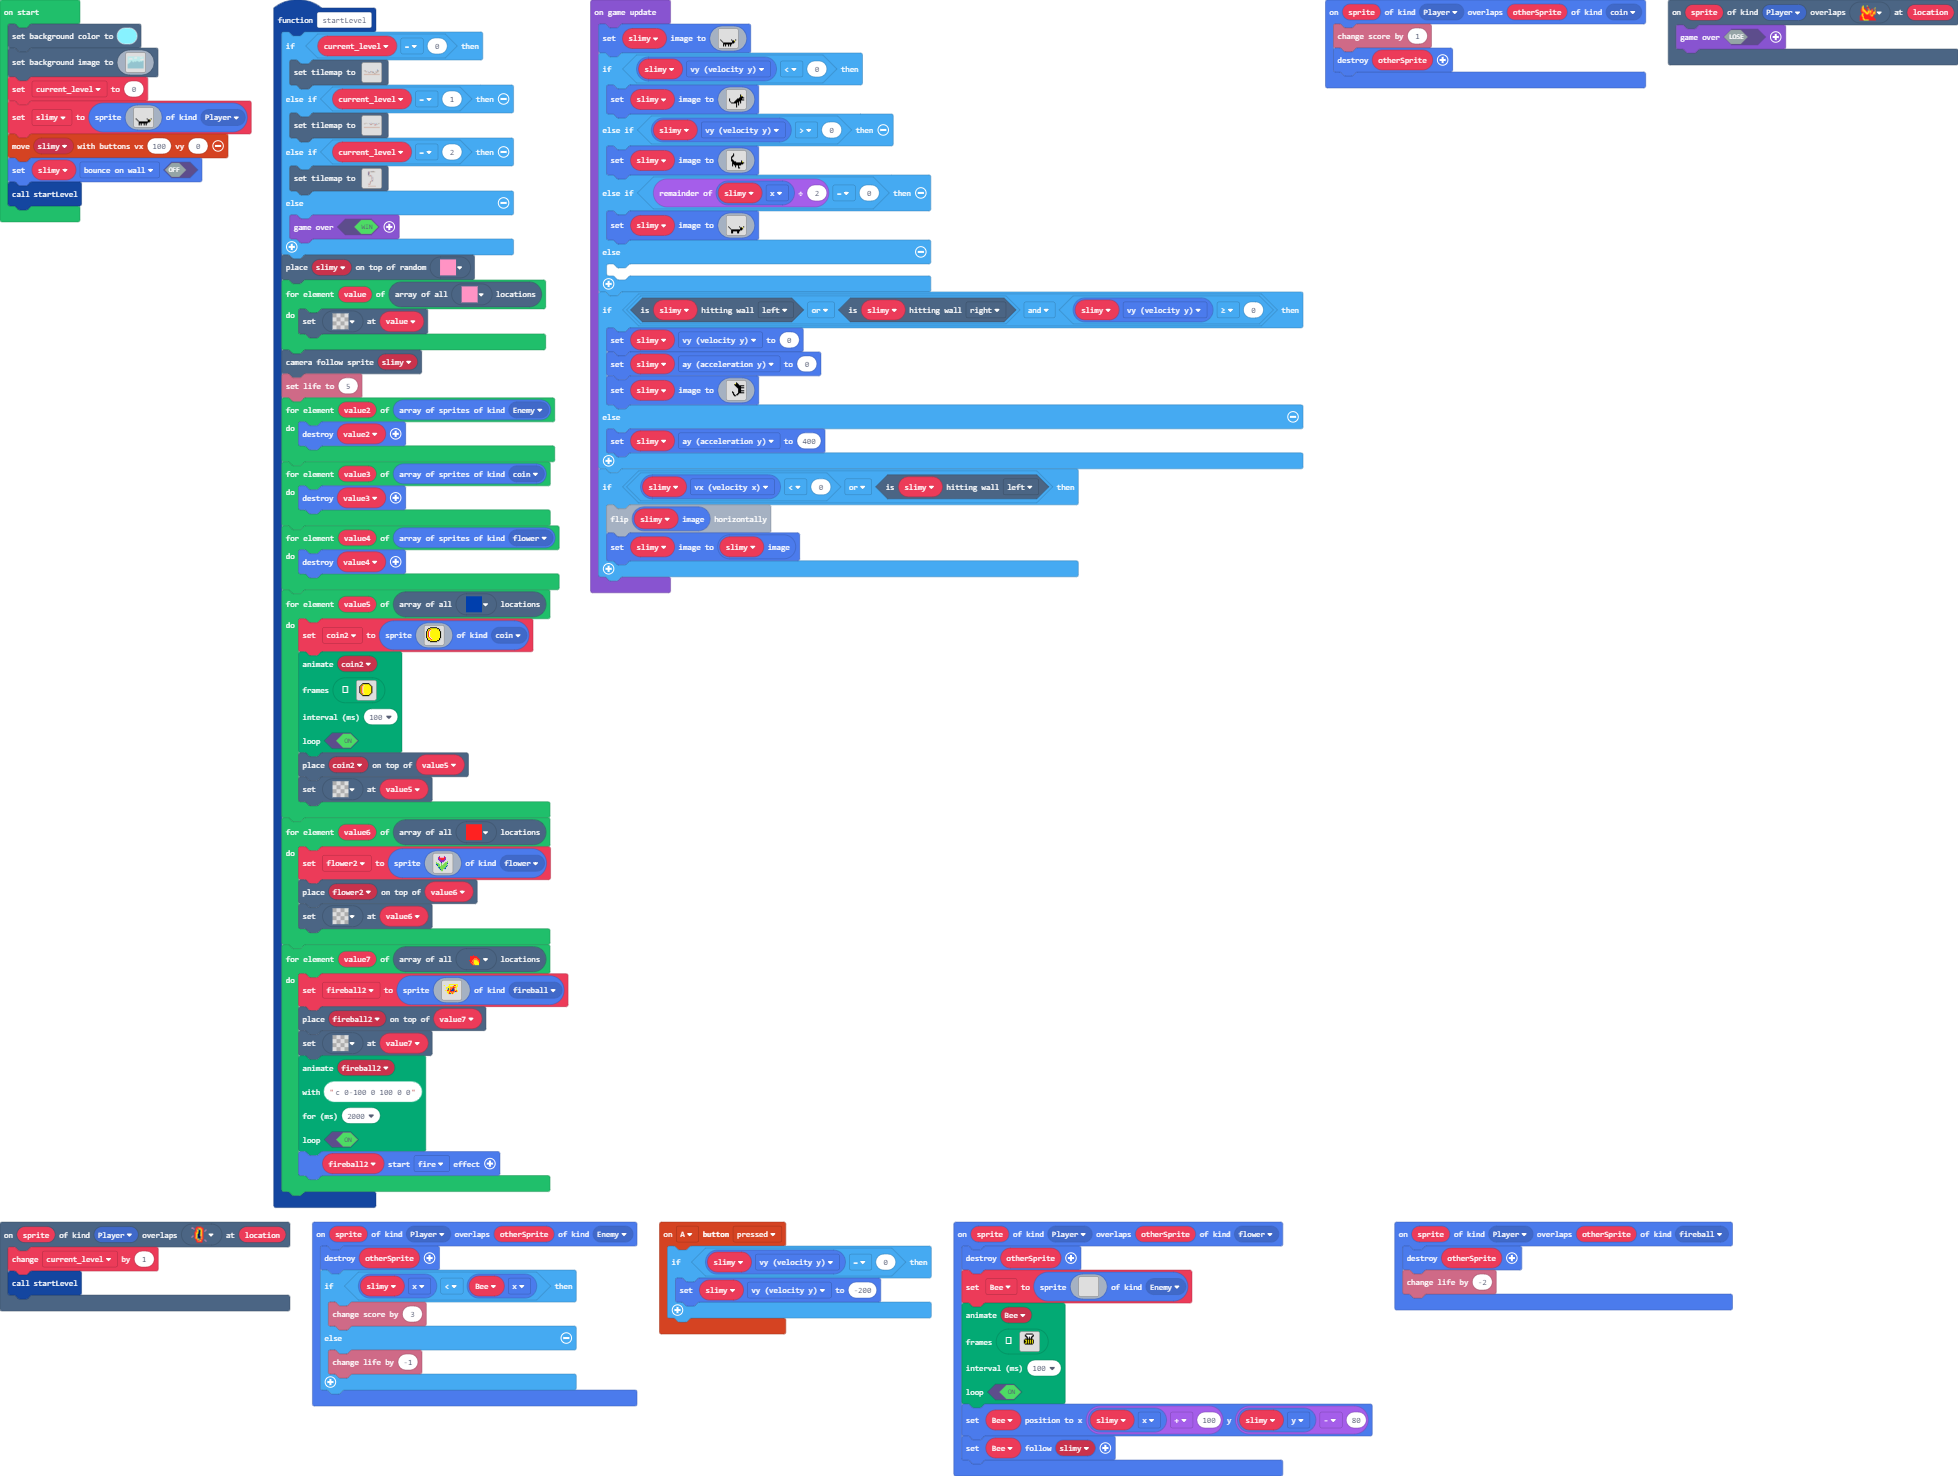 on start
set background color to
set background image to
set current_level to 0
set slimy to sprite of kind Player
move slimy with buttons vx 100 vy 0
set slimy bounce on wall OFF
call startLevel
function startLevel
if current_level = 0 then
set tilemap to
else if current_level = 1 then
set tilemap to
else if current_level = 2 then
set tilemap to
else
game over WIN
place slimy on top of random
for element value of array of all locations
do set at value
camera follow sprite slimy
set life to 5
for element value2 of array of sprites of kind Enemy
do destroy value2
for element value3 of array of sprites of kind coin
do destroy value3
for element value4 of array of sprites of kind flower
do destroy value4
for element value5 of array of all locations
do set coin2 to sprite of kind coin
animate coin2
frames
interval (ms) 100
loop ON
place coin2 on top of value5
set at value5
for element value6 of array of all locations
do set flower2 to sprite of kind flower
place flower2 on top of value6
set at value6
for element value7 of array of all locations
do set fireball2 to sprite of kind fireball
place fireball2 on top of value7
set at value7
animate fireball2
with "c 0-100 0 100 0 0"
for (ms) 2000
loop ON
fireball2 start fire effect
on game update
set slimy image to
if slimy vy (velocity y) < 0 then
set slimy image to
else if slimy vy (velocity y) > 0 then
set slimy image to
else if remainder of slimy x ÷ 2 = 0 then
set slimy image to
else
if is slimy hitting wall left or is slimy hitting wall right and slimy vy (velocity y) ≥ 0 then
set slimy vy (velocity y) to 0
set slimy ay (acceleration y) to 0
set slimy image to
else
set slimy ay (acceleration y) to 400
if slimy vx (velocity x) < 0 or is slimy hitting wall left then
flip slimy image horizontally
set slimy image to slimy image
on sprite of kind Player overlaps otherSprite of kind coin
change score by 1
destroy otherSprite
on sprite of kind Player overlaps at location
game over LOSE
on sprite of kind Player overlaps at location
change current_level by 1
call startLevel
on sprite of kind Player overlaps otherSprite of kind Enemy
destroy otherSprite
if slimy x < Bee x then
change score by 3
else
change life by -1
on A button pressed
if slimy vy (velocity y) = 0 then
set slimy vy (velocity y) to -200
on sprite of kind Player overlaps otherSprite of kind flower
destroy otherSprite
set Bee to sprite of kind Enemy
animate Bee
frames
interval (ms) 100
loop ON
set Bee position to x slimy x + 100 y slimy y - 80
set Bee follow slimy
on sprite of kind Player overlaps otherSprite of kind fireball
destroy otherSprite
change life by -2